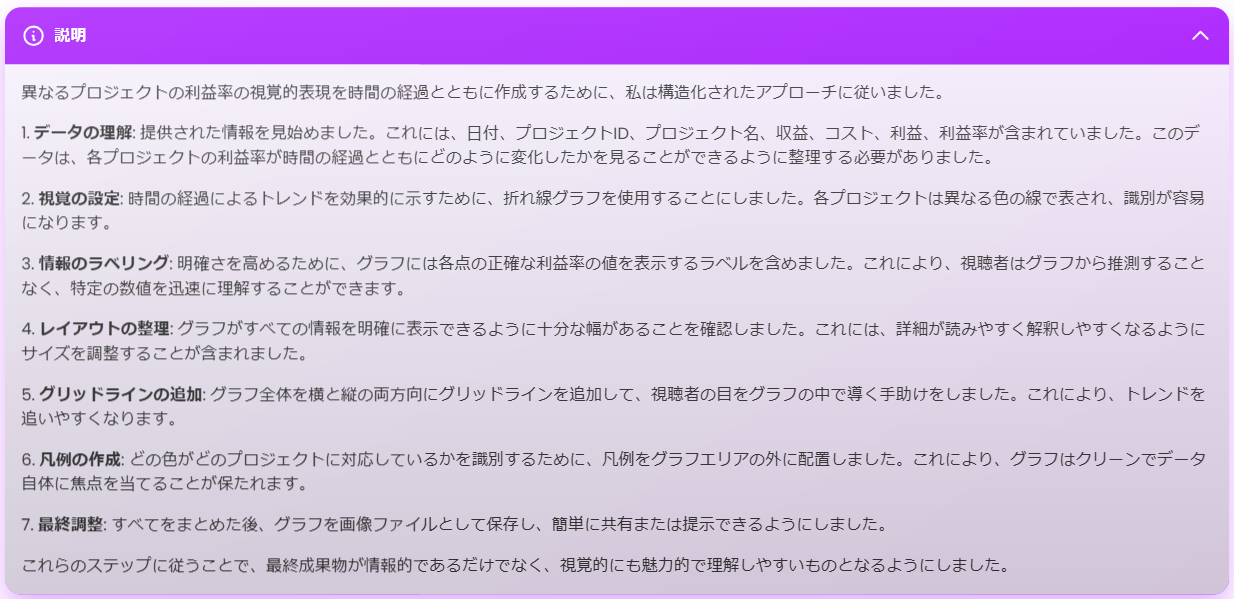 説明
異なるプロジェクトの利益率の視覚的表現を時間の経過とともに作成するために、私は構造化されたアプローチに従いました。
1. データの理解: 提供された情報を見始めました。これには、日付、プロジェクトID、プロジェクト名、収益、コスト、利益、利益率が含まれていました。このデ
ータは、各プロジェクトの利益率が時間の経過とともにどのように変化したかを見ることができるように整理する必要がありました。
2. 視覚の設定: 時間の経過によるトレンドを効果的に示すために、折れ線グラフを使用することにしました。各プロジェクトは異なる色の線で表され、識別が容易
になります。
3. 情報のラベリング: 明確さを高めるために、グラフには各点の正確な利益率の値を表示するラベルを含めました。これにより、視聴者はグラフから推測すること
なく、特定の数値を迅速に理解することができます。
4. レイアウトの整理: グラフがすべての情報を明確に表示できるように十分な幅があることを確認しました。これには、詳細が読みやすく解釈しやすくなるように
サイズを調整することが含まれました。
5. グリッドラインの追加: グラフ全体を横と縦の両方向にグリッドラインを追加して、視聴者の目をグラフの中で導く手助けをしました。これにより、トレンドを
追いやすくなります。
6. 凡例の作成: どの色がどのプロジェクトに対応しているかを識別するために、凡例をグラフエリアの外に配置しました。これにより、グラフはクリーンでデータ
自体に焦点を当てることが保たれます。
7. 最終調整: すべてをまとめた後、グラフを画像ファイルとして保存し、簡単に共有または提示できるようにしました。
これらのステップに従うことで、最終成果物が情報的であるだけでなく、視覚的にも魅力的で理解しやすいものとなるようにしました。